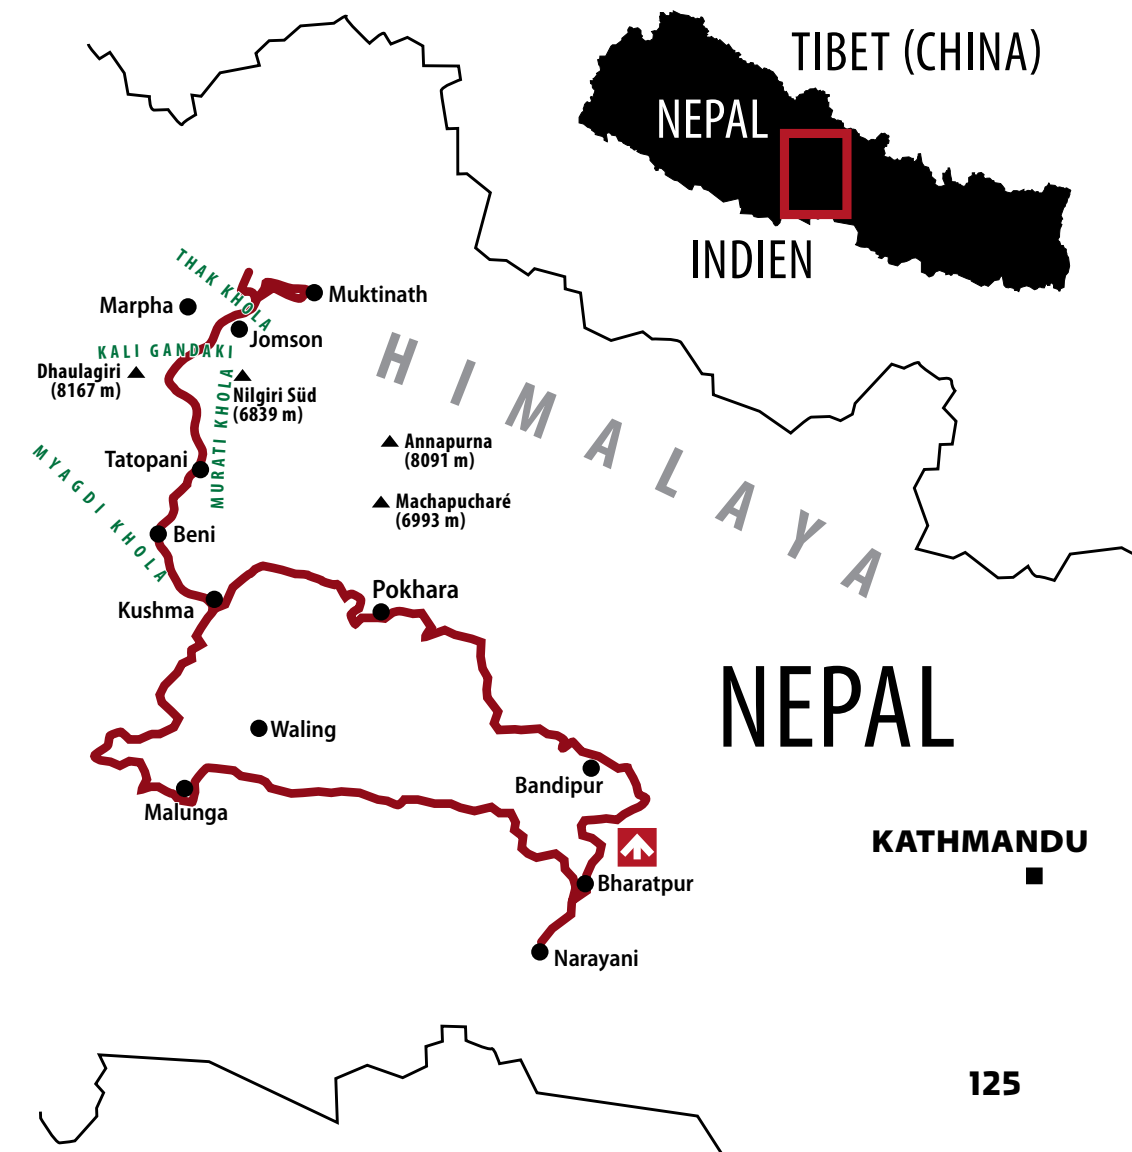 TIBET (CHINA)
NEPAL
INDIEN
THAK KHOLA
Muktinath
Marpha
Jomson
KALI GANDAKI
Dhaulagiri
(8167 m)
Nilgiri Süd
(6839 m)
MURATI KHOLA
HIMALAYA
Annapurna
(8091 m)
Tatopani
MYAGDI KHOLA
Machapucharé
(6993 m)
Beni
Pokhara
Kushma
NEPAL
Waling
Bandipur
Malunga
KATHMANDU
Bharatpur
Narayani
125